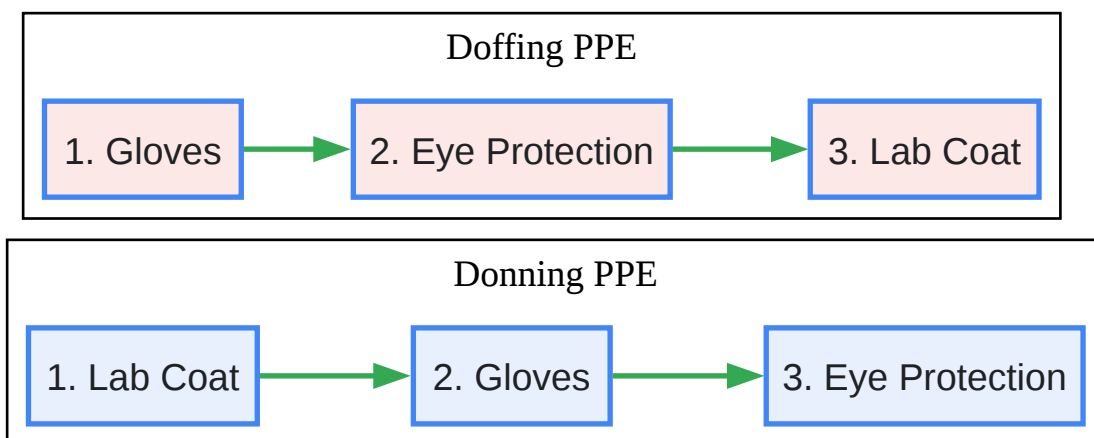 Doffing PPE
1. Gloves
2. Eye Protection
3. Lab Coat
Donning PPE
1. Lab Coat
2. Gloves
3. Eye Protection